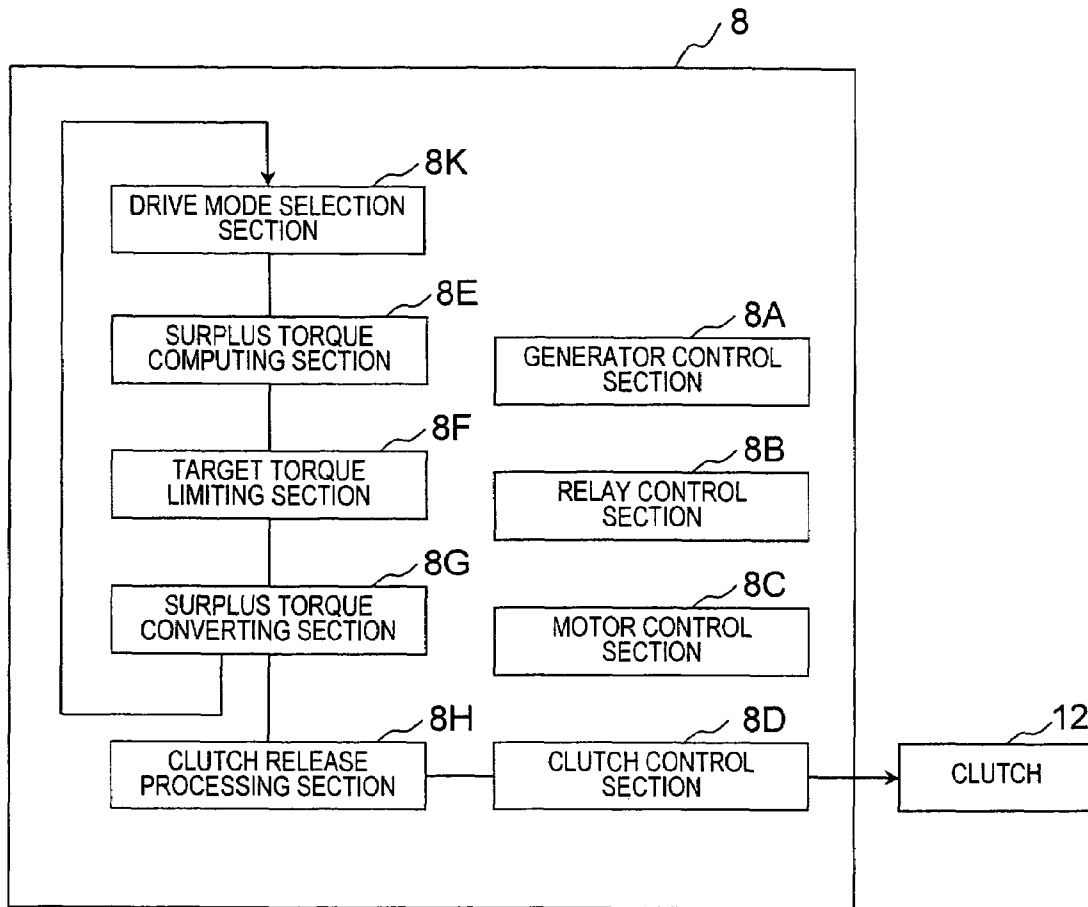 8
8K
DRIVE MODE SELECTION
SECTION
8E
SURPLUS TORQUE
COMPUTING SECTION
8A
GENERATOR CONTROL
SECTION
8F
TARGET TORQUE
LIMITING SECTION
8B
RELAY CONTROL
SECTION
8G
SURPLUS TORQUE
CONVERTING SECTION
8C
MOTOR CONTROL
SECTION
8H
CLUTCH RELEASE
PROCESSING SECTION
8D
CLUTCH CONTROL
SECTION
12
CLUTCH